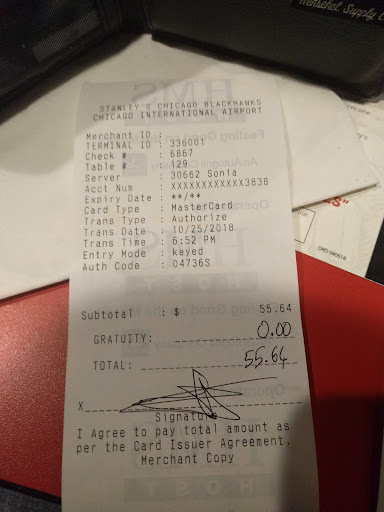 Wentschel Supply
STANLEY'S CHICAGO BLACKHAWKS
CHICAGO INTERNATIONAL AIRPORT
Merchant ID :
TERMINAL ID : 336001
Check # : 6867
Table # : 129
Server : 30662 Sonia
Acct Num : XXXXXXXXXXXX3838
Expiry Date : **/**
Card Type : MasterCard
Trans Type : Authorize
Trans Date : 10/25/2018
Trans Time : 6:52 PM
Entry Mode : keyed
Auth Code : 04736S
Subtotal : $ 55.64
GRATUITY: 0.00
TOTAL: 55.64
X
Signature
I Agree to pay total amount as
per the Card Issuer Agreement.
Merchant Copy